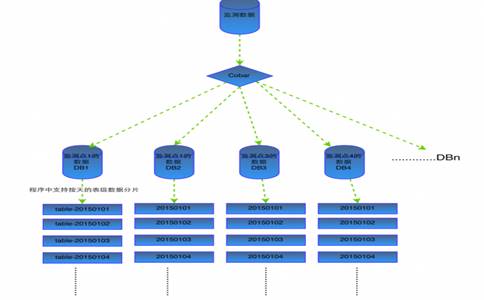 监测数据
Cobar
监测点1的
数据
DB1
监测点1的
数据
DB2
监测点3的
数据
DB3
监测点4的
数据
DB4
…………DBn
程序中支持按天的表级数据分片
table-20150101
20150101
20150101
20150101
table-20150102
20150102
20150102
20150102
table-20150103
20150103
20150103
20150103
table-20150104
20150104
20150104
20150104